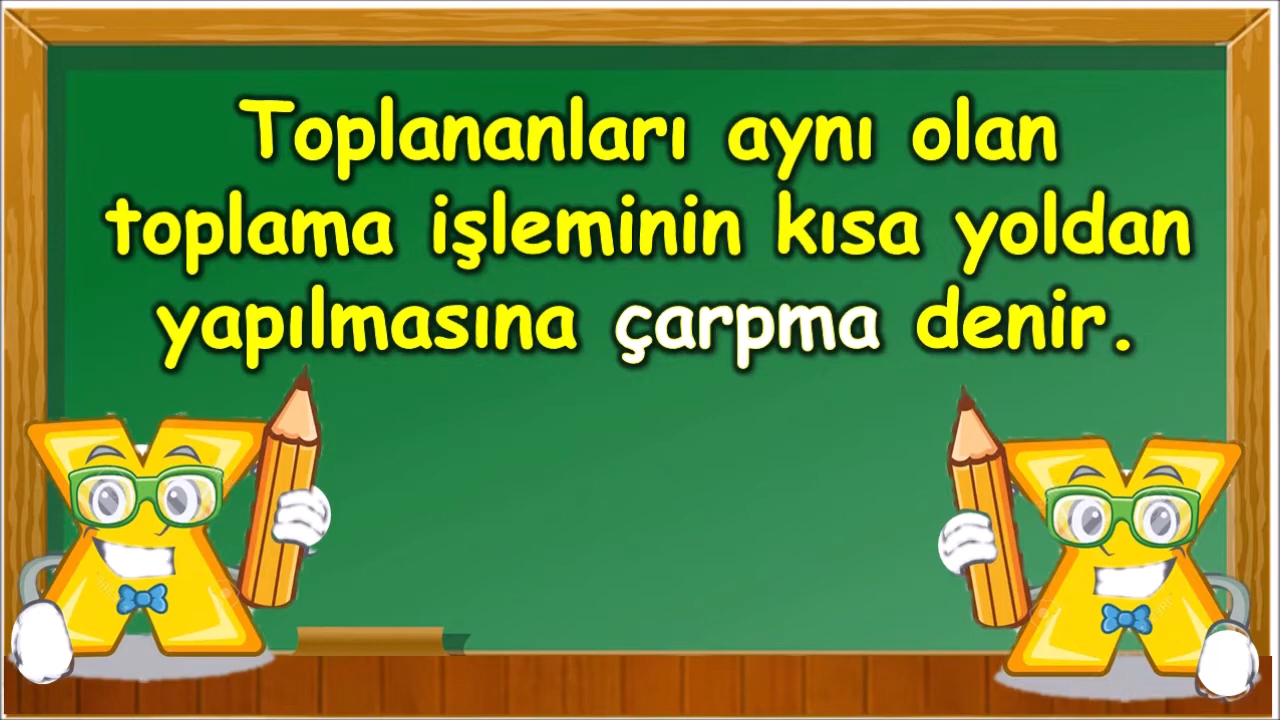 Toplananları aynı olan
toplama işleminin kısa yoldan
yapılmasına çarpma denir.